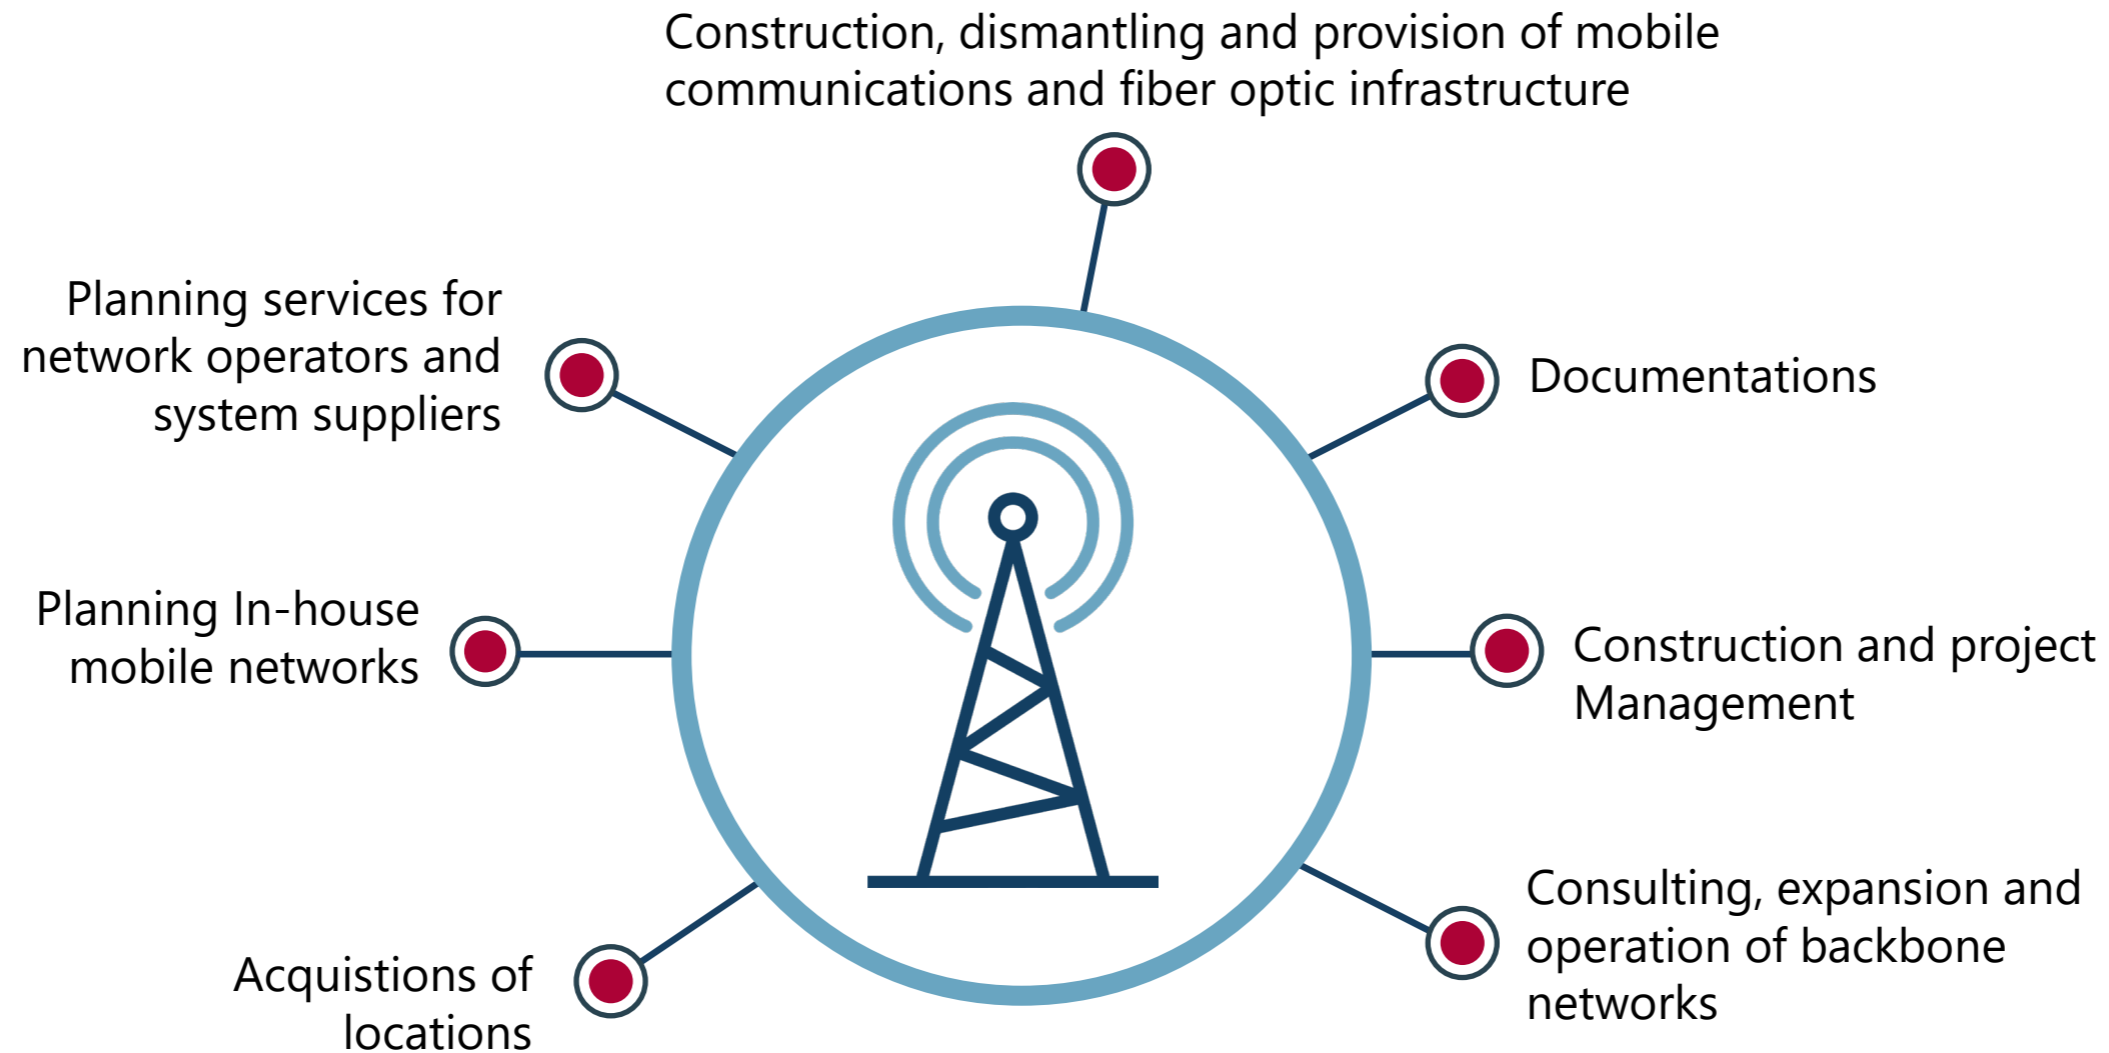 Construction, dismantling and provision of mobile
communications and fiber optic infrastructure
Planning services for
network operators and
system suppliers
Documentations
Planning In-house
mobile networks
Construction and project
Management
Acquistions of
locations
Consulting, expansion and
operation of backbone
networks